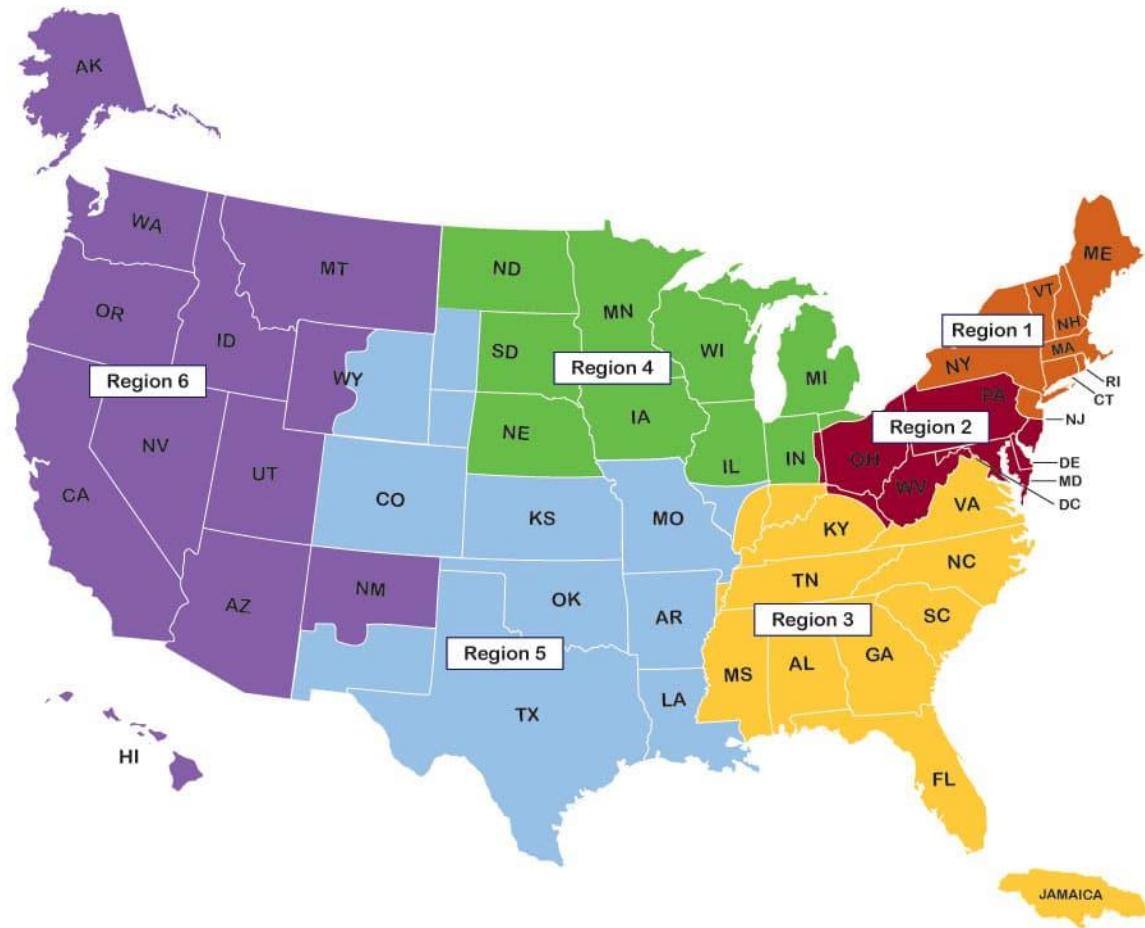 AK
WA
MT
ND
ME
VT
MN
OR
NH
Region 1
ID
SD
WI
MA
Region 4
NY
MI
Region 6
WY
RI
PA
CT
IA
NJ
NE
Region 2
NV
OH
IL
IN
DE
UT
WV
MD
CA
CO
DC
VA
KS
MO
KY
NC
TN
NM
OK
AZ
AR
SC
Region 3
Region 5
GA
AL
MS
LA
TX
HI
FL
JAMAICA